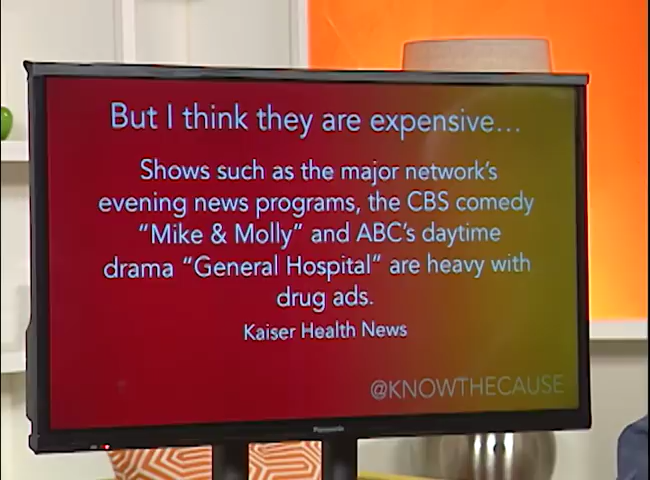 But I think they are expensive...
Shows such as the major network's
evening news programs, the CBS comedy
"Mike & Molly" and ABC's daytime
drama "General Hospital" are heavy with
drug ads.
Kaiser Health News
@KNOWTHECAUSE
Panasonic